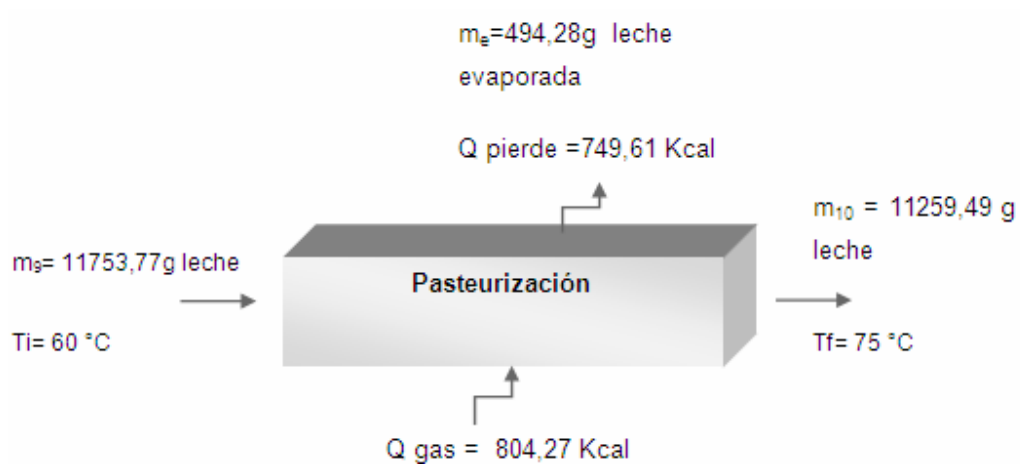 mₑ=494,28g leche
evaporada
Q pierde =749,61 Kcal
m₁₀ = 11259,49 g
leche
m₉= 11753,77g leche
Pasteurización
Ti= 60 °C
Tf= 75 °C
Q gas = 804,27 Kcal